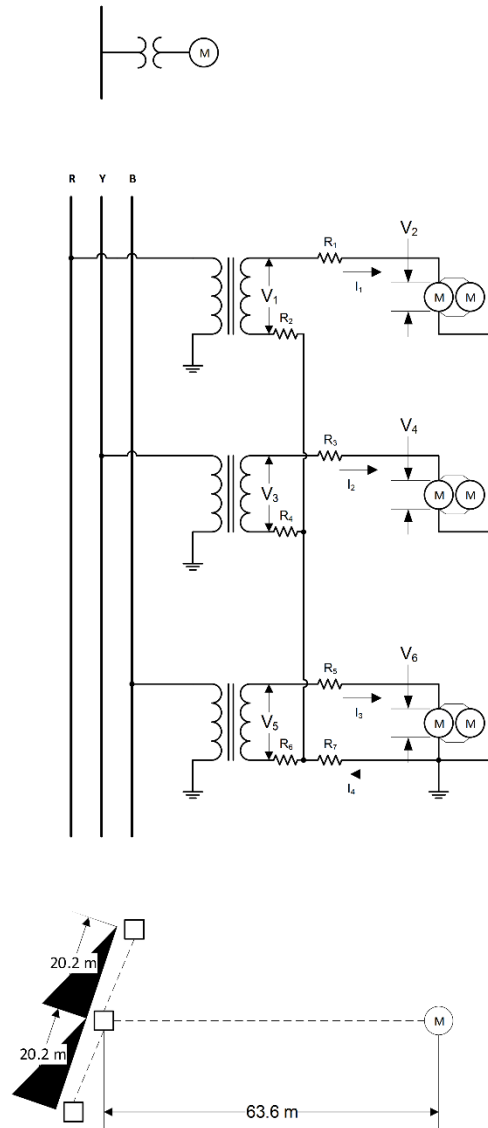 M
R Y B
R₁
V₂
I₁
V₁
M M
R₂
R₃
V₄
I₂
V₃
M M
R₄
R₅
V₆
I₃
V₅
M M
R₆ R₇
I₄
20.2 m
20.2 m
M
63.6 m